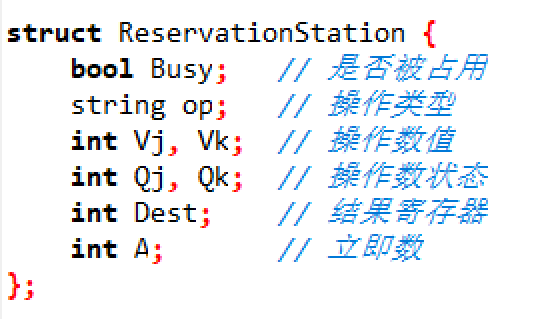 struct ReservationStation {
    bool Busy;   // 是否被占用
    string op;   // 操作类型
    int Vj, Vk;  // 操作数值
    int Qj, Qk;  // 操作数状态
    int Dest;    // 结果寄存器
    int A;       // 立即数
};